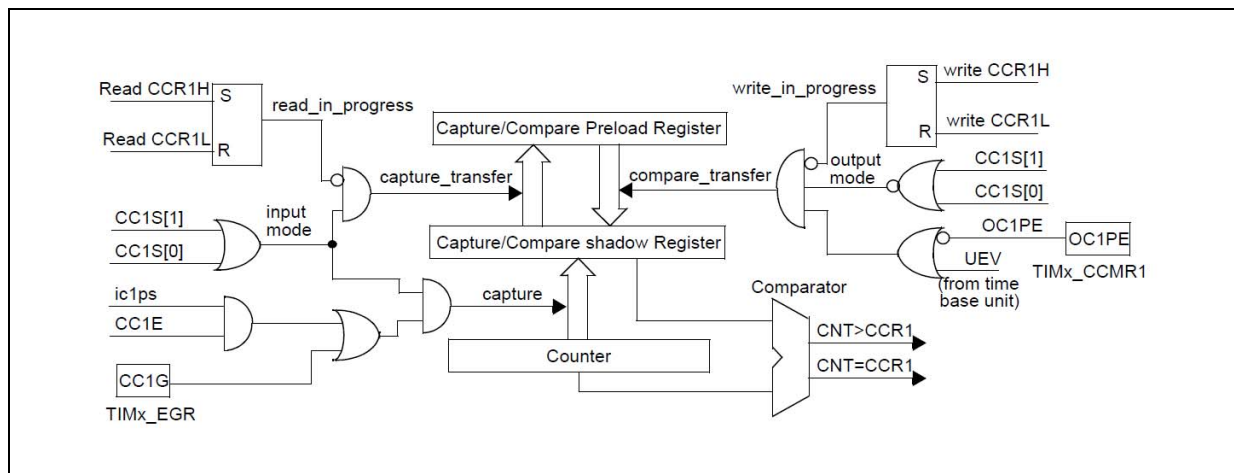 Read CCR1H
S
read_in_progress
Read CCR1L
R
Capture/Compare Preload Register
write_in_progress
S
write CCR1H
R
write CCR1L
capture_transfer
compare_transfer
output
mode
CC1S[1]
CC1S[0]
CC1S[1]
CC1S[0]
input
mode
Capture/Compare shadow Register
OC1PE
OC1PE
UEV
(from time
base unit)
TIMx_CCMR1
ic1ps
CC1E
capture
Comparator
CC1G
TIMx_EGR
Counter
CNT>CCR1
CNT=CCR1